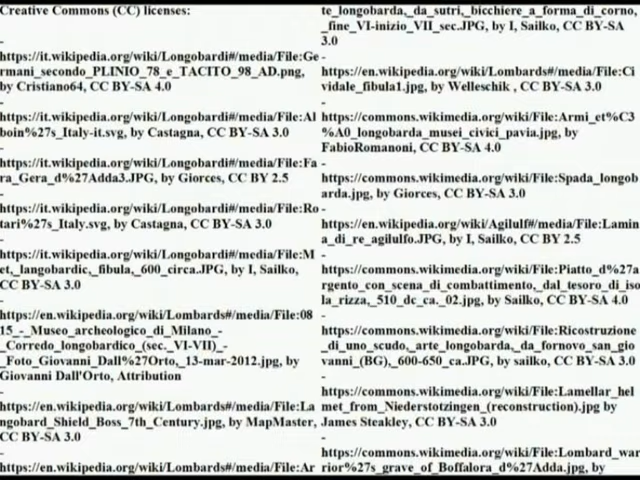 Creative Commons (CC) licenses:
-
https://it.wikipedia.org/wiki/Longobardi#/media/File:Ge
rmani_secondo_PLINIO_78_e_TACITO_98_AD.png,
by Cristiano64, CC BY-SA 4.0
-
https://it.wikipedia.org/wiki/Longobardi#/media/File:Al
boin%27s_Italy-it.svg, by Castagna, CC BY-SA 3.0
-
https://it.wikipedia.org/wiki/Longobardi#/media/File:Fa
ra_Gera_d%27Adda3.JPG, by Giorces, CC BY 2.5
-
https://it.wikipedia.org/wiki/Longobardi#/media/File:Ro
tari%27s_Italy.svg, by Castagna, CC BY-SA 3.0
-
https://it.wikipedia.org/wiki/Longobardi#/media/File:M
et,_langobardic,_fibula,_600_circa.JPG, by I, Sailko,
CC BY-SA 3.0
-
https://en.wikipedia.org/wiki/Lombards#/media/File:08
15_-_Museo_archeologico_di_Milano_-
_Corredo_longobardico_(sec._VI-VII)_-
_Foto_Giovanni_Dall%27Orto,_13-mar-2012.jpg, by
Giovanni Dall'Orto, Attribution
-
https://en.wikipedia.org/wiki/Lombards#/media/File:La
ngobard_Shield_Boss_7th_Century.jpg, by MapMaster,
CC BY-SA 3.0
-
https://en.wikipedia.org/wiki/Lombards#/media/File:Ar
te_longobarda,_da_sutri,_bicchiere_a_forma_di_corno,
_fine_VI-inizio_VII_sec.JPG, by I, Sailko, CC BY-SA
3.0
-
https://en.wikipedia.org/wiki/Lombards#/media/File:Ci
vidale_fibula1.jpg, by Welleschik , CC BY-SA 3.0
-
https://commons.wikimedia.org/wiki/File:Armi_et%C3
%A0_longobarda_musei_civici_pavia.jpg, by
FabioRomanoni, CC BY-SA 4.0
-
https://commons.wikimedia.org/wiki/File:Spada_longob
arda.jpg, by Giorces, CC BY-SA 3.0
-
https://en.wikipedia.org/wiki/Agilulf#/media/File:Lamin
a_di_re_agilulfo.JPG, by I, Sailko, CC BY 2.5
-
https://commons.wikimedia.org/wiki/File:Piatto_d%27a
rgento_con_scena_di_combattimento,_dal_tesoro_di_iso
la_rizza,_510_dc_ca._02.jpg, by Sailko, CC BY-SA 4.0
-
https://commons.wikimedia.org/wiki/File:Ricostruzione
_di_uno_scudo,_arte_longobarda,_da_fornovo_san_gio
vanni_(BG),_600-650_ca.JPG, by sailko, CC BY-SA 3.0
-
https://commons.wikimedia.org/wiki/File:Lamellar_hel
met_from_Niederstotzingen_(reconstruction).jpg by
James Steakley, CC BY-SA 3.0
-
https://commons.wikimedia.org/wiki/File:Lombard_war
rior%27s_grave_of_Boffalora_d%27Adda.jpg, by